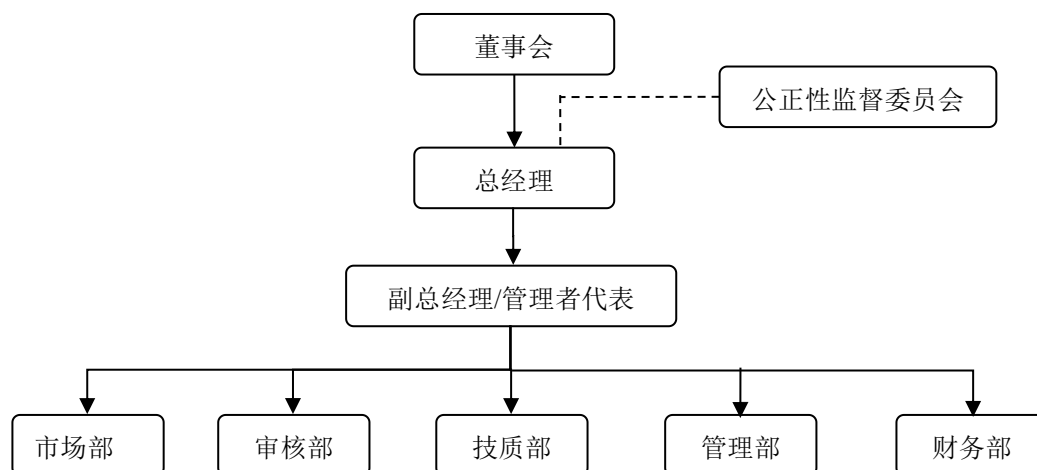 董事会
公正性监督委员会
总经理
副总经理/管理者代表
市场部
审核部
技质部
管理部
财务部